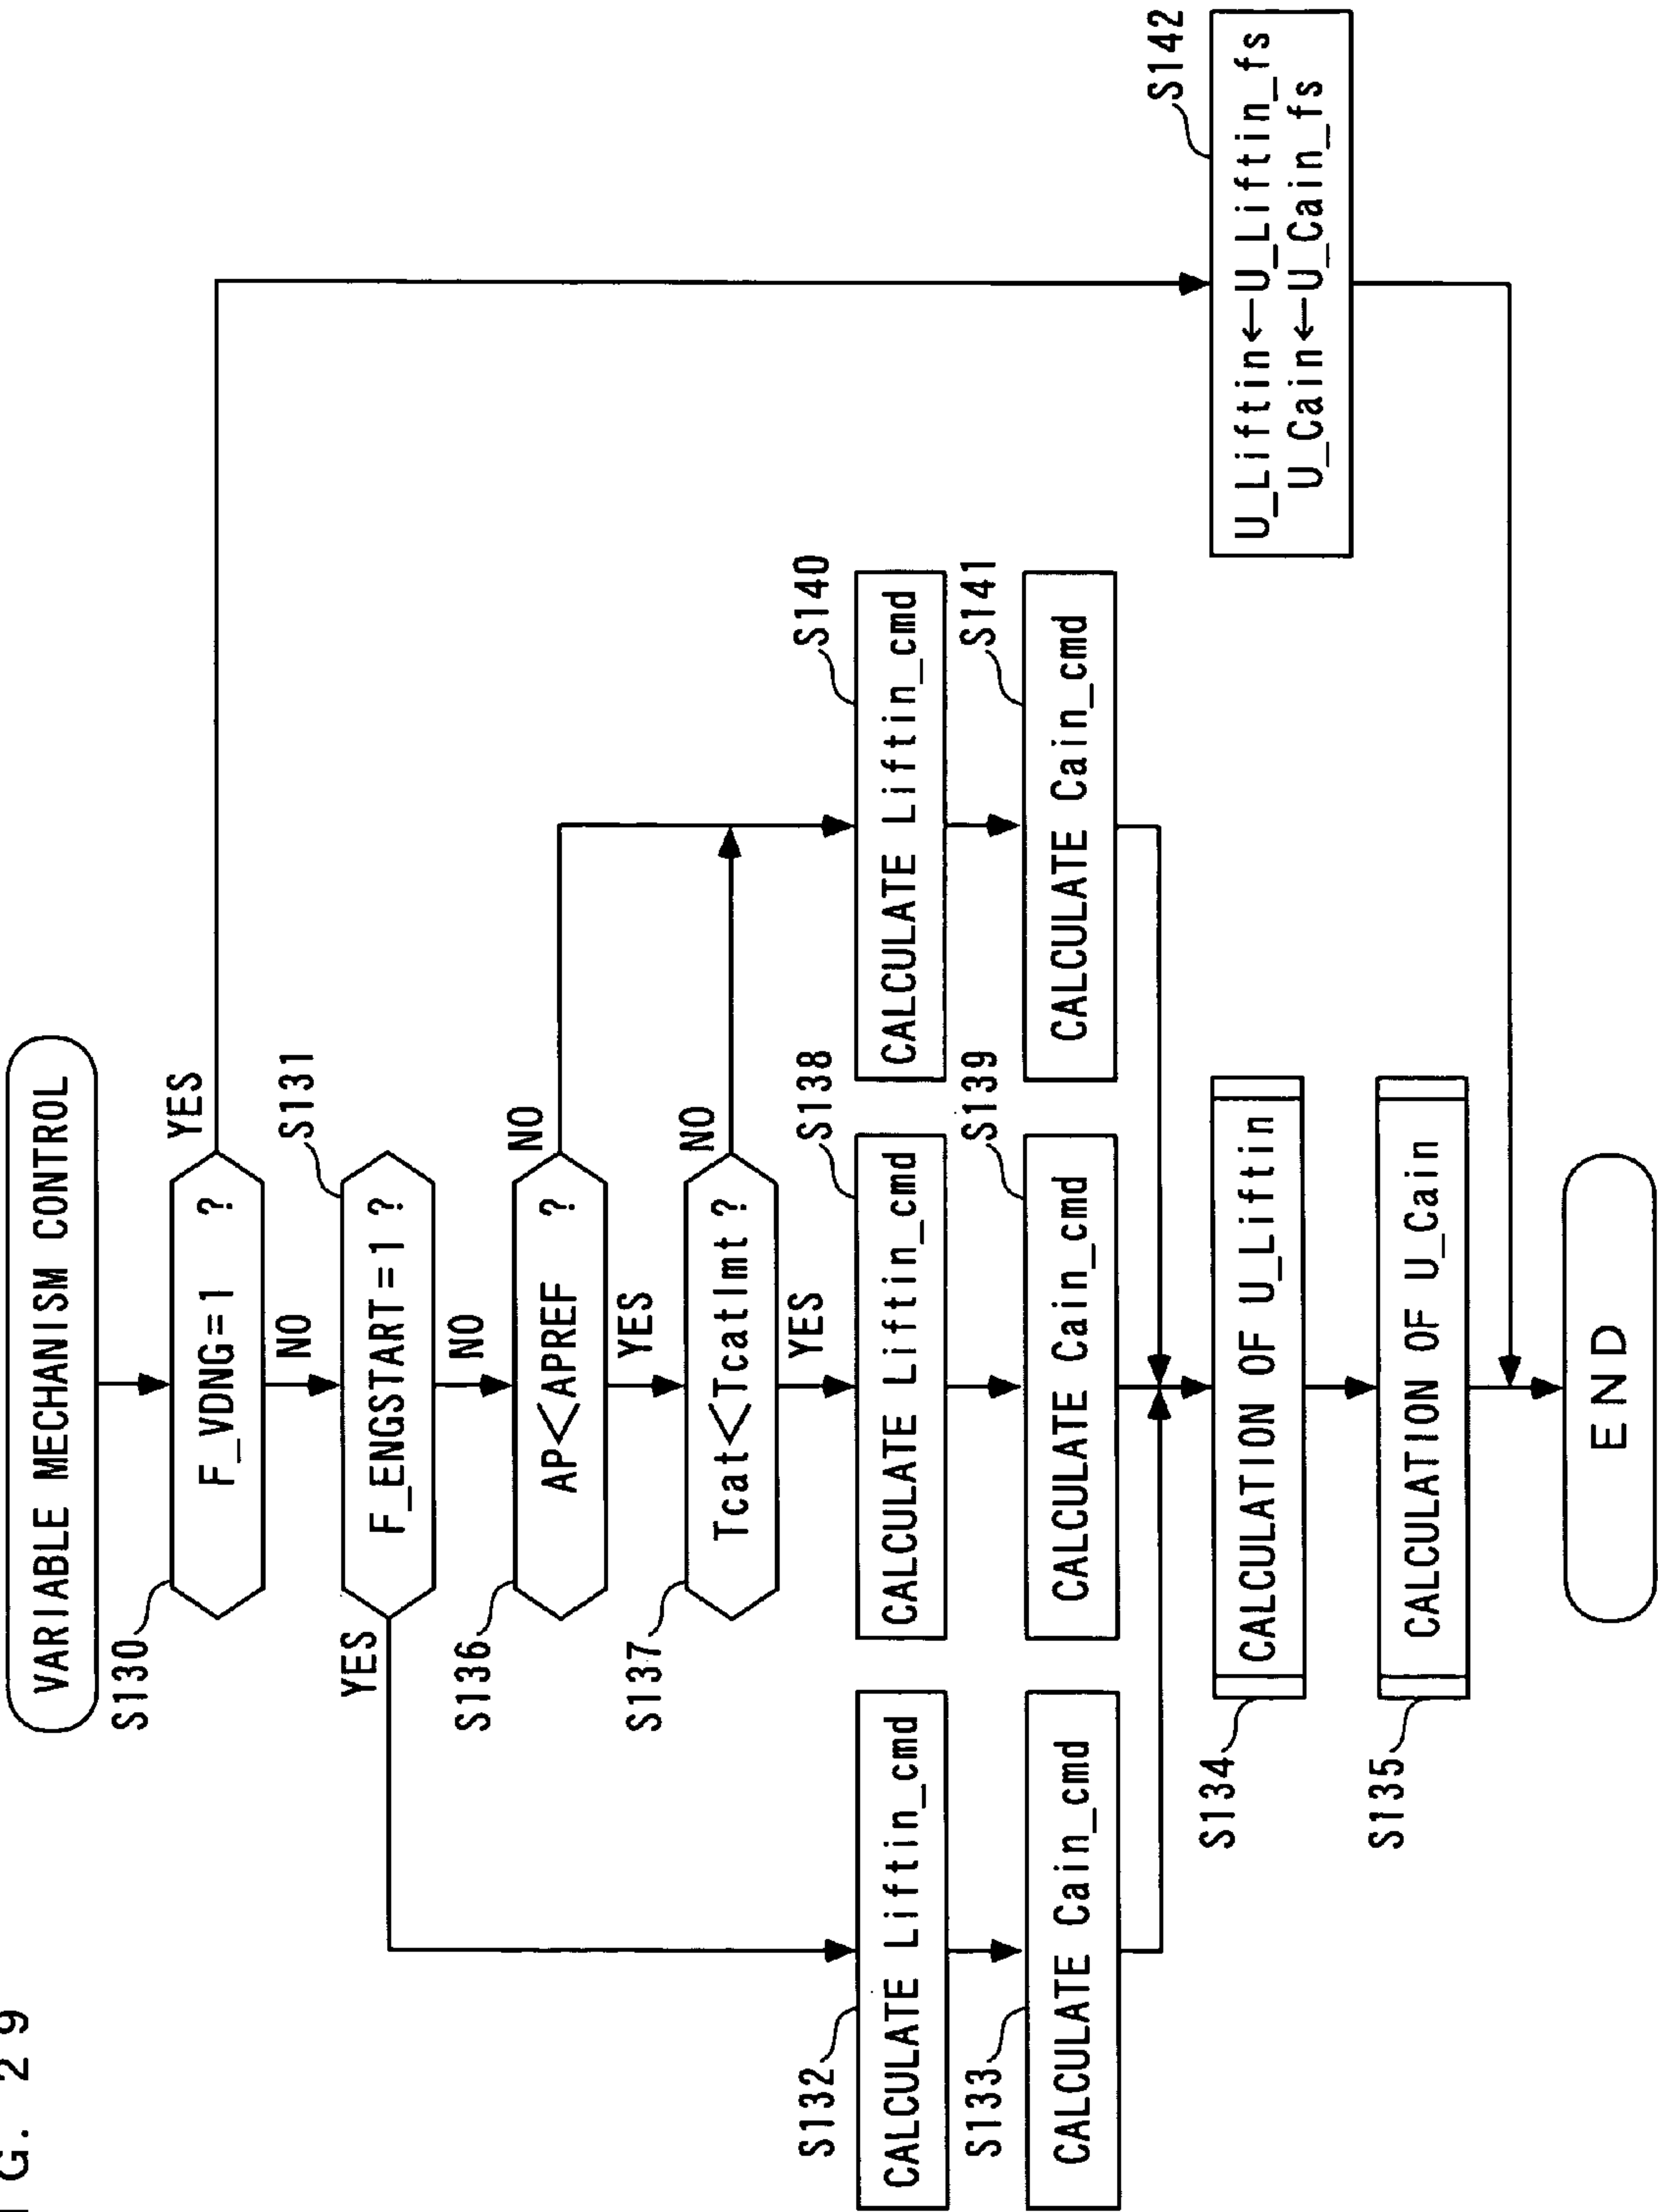 G. 29
VARIABLE MECHANISM CONTROL
S130
F_VDNG=1 ?
YES
NO
S131
F_ENGSTART=1 ?
YES
NO
S136
AP<APREF ?
NO
YES
S137
Tcat<Tcatlmt ?
NO
YES
S132
CALCULATE Liftin_cmd
S138
CALCULATE Liftin_cmd
S140
CALCULATE Liftin_cmd
S133
CALCULATE Cain_cmd
S139
CALCULATE Cain_cmd
S141
CALCULATE Cain_cmd
S134
CALCULATION OF U_Liftin
S142
U_Liftin←U_Liftin_fs
U_Cain←U_Cain_fs
S135
CALCULATION OF U_Cain
END